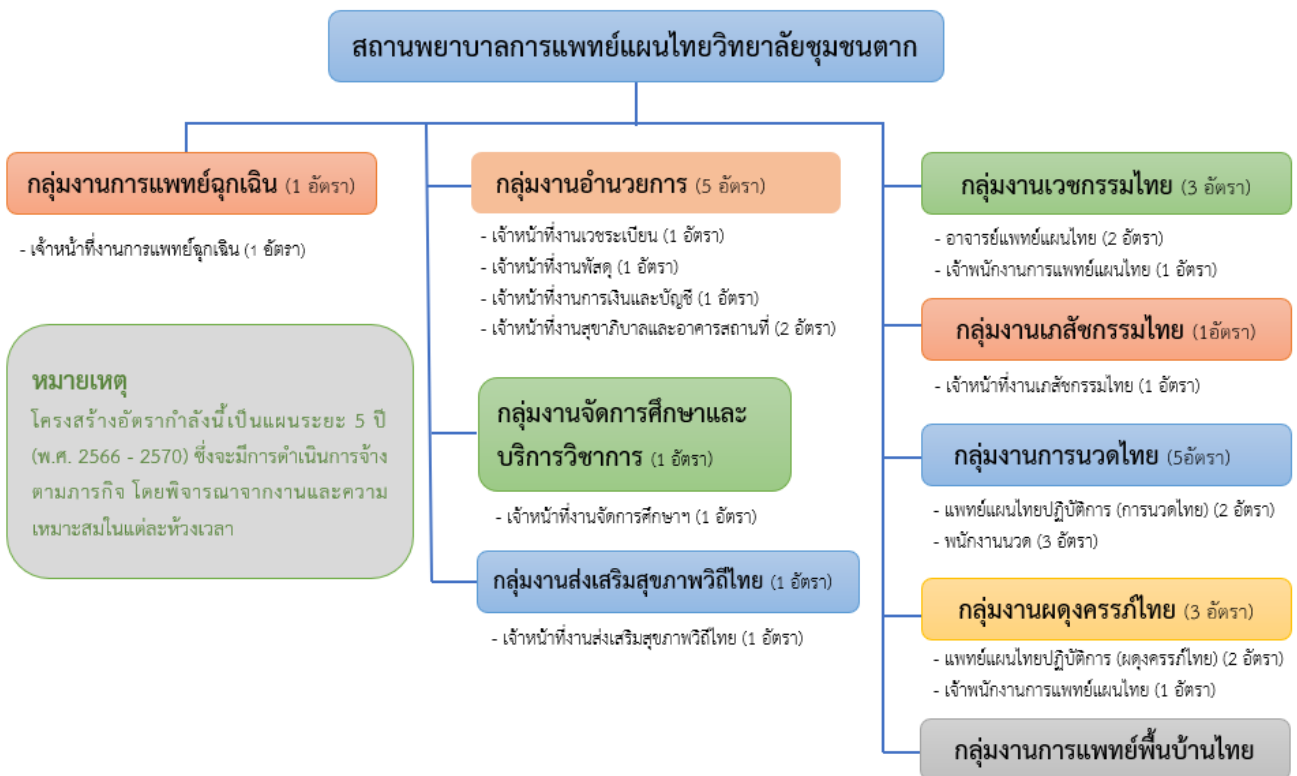 สถานพยาบาลการแพทย์แผนไทยวิทยาลัยชุมชนตาก
กลุ่มงานการแพทย์ฉุกเฉิน (1 อัตรา)
- เจ้าหน้าที่งานการแพทย์ฉุกเฉิน (1 อัตรา)
หมายเหตุ
โครงสร้างอัตรากำลังนี้เป็นแผนระยะ 5 ปี
(พ.ศ. 2566 - 2570) ซึ่งจะมีการดำเนินการจ้าง
ตามภารกิจ โดยพิจารณาจากงานและความ
เหมาะสมในแต่ละห้วงเวลา
กลุ่มงานอำนวยการ (5 อัตรา)
- เจ้าหน้าที่งานเวชระเบียน (1 อัตรา)
- เจ้าหน้าที่งานพัสดุ (1 อัตรา)
- เจ้าหน้าที่งานการเงินและบัญชี (1 อัตรา)
- เจ้าหน้าที่งานสุขาภิบาลและอาคารสถานที่ (2 อัตรา)
กลุ่มงานจัดการศึกษาและ
บริการวิชาการ (1 อัตรา)
- เจ้าหน้าที่งานจัดการศึกษาฯ (1 อัตรา)
กลุ่มงานส่งเสริมสุขภาพวิถีไทย (1 อัตรา)
- เจ้าหน้าที่งานส่งเสริมสุขภาพวิถีไทย (1 อัตรา)
กลุ่มงานเวชกรรมไทย (3 อัตรา)
- อาจารย์แพทย์แผนไทย (2 อัตรา)
- เจ้าพนักงานการแพทย์แผนไทย (1 อัตรา)
กลุ่มงานเภสัชกรรมไทย (1อัตรา)
- เจ้าหน้าที่งานเภสัชกรรมไทย (1 อัตรา)
กลุ่มงานการนวดไทย (5อัตรา)
- แพทย์แผนไทยปฏิบัติการ (การนวดไทย) (2 อัตรา)
- พนักงานนวด (3 อัตรา)
กลุ่มงานผดุงครรภ์ไทย (3 อัตรา)
- แพทย์แผนไทยปฏิบัติการ (ผดุงครรภ์ไทย) (2 อัตรา)
- เจ้าพนักงานการแพทย์แผนไทย (1 อัตรา)
กลุ่มงานการแพทย์พื้นบ้านไทย